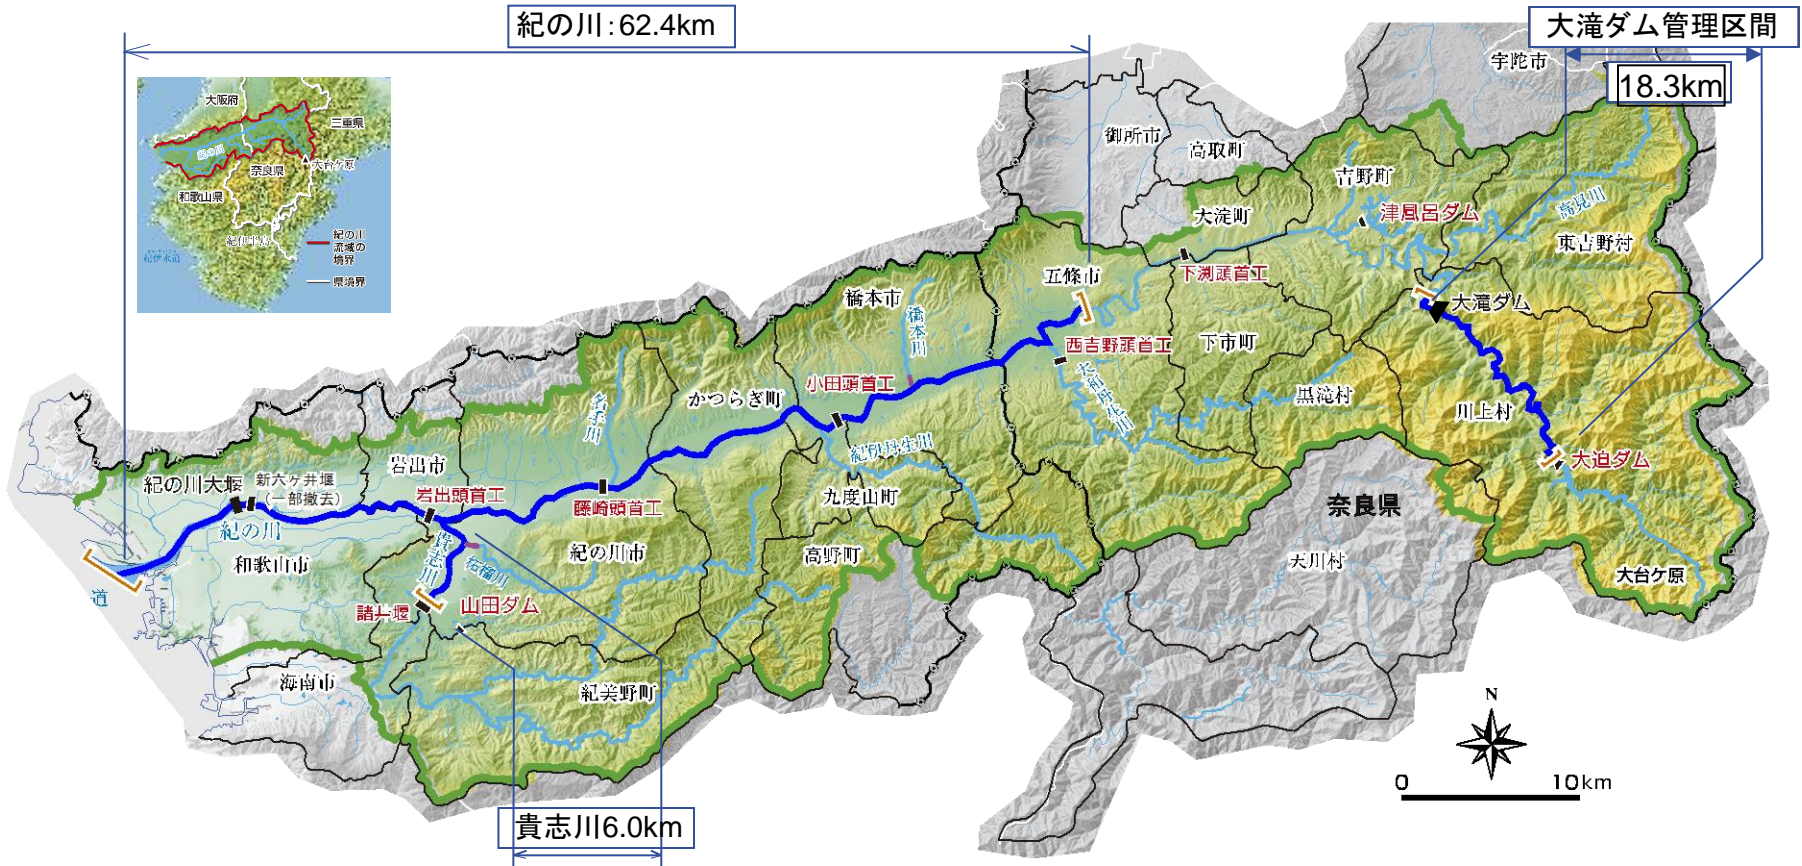 紀の川：62.4km
大滝ダム管理区間
18.3km
宇陀市
大阪府
三重県
紀の川
大台ケ原
奈良県
和歌山県
紀伊半島
紀伊水道
紀の川
流域の
境界
県境界
御所市
高取町
吉野町
大淀町
津風呂ダム
高見川
東吉野村
下渕頭首工
五條市
橋本市
橋本川
大滝ダム
西吉野頭首工
下市町
大和丹生川
小田頭首工
かつらぎ町
黒滝村
川上村
名手川
紀伊丹生川
大迫ダム
岩出市
紀の川大堰
新六ヶ井堰
（一部撤去）
岩出頭首工
藤崎頭首工
九度山町
奈良県
紀の川
和歌山市
貴志川
柘榴川
紀の川市
高野町
天川村
大台ケ原
道
諸井堰
山田ダム
海南市
紀美野町
貴志川6.0km
N
0
10km